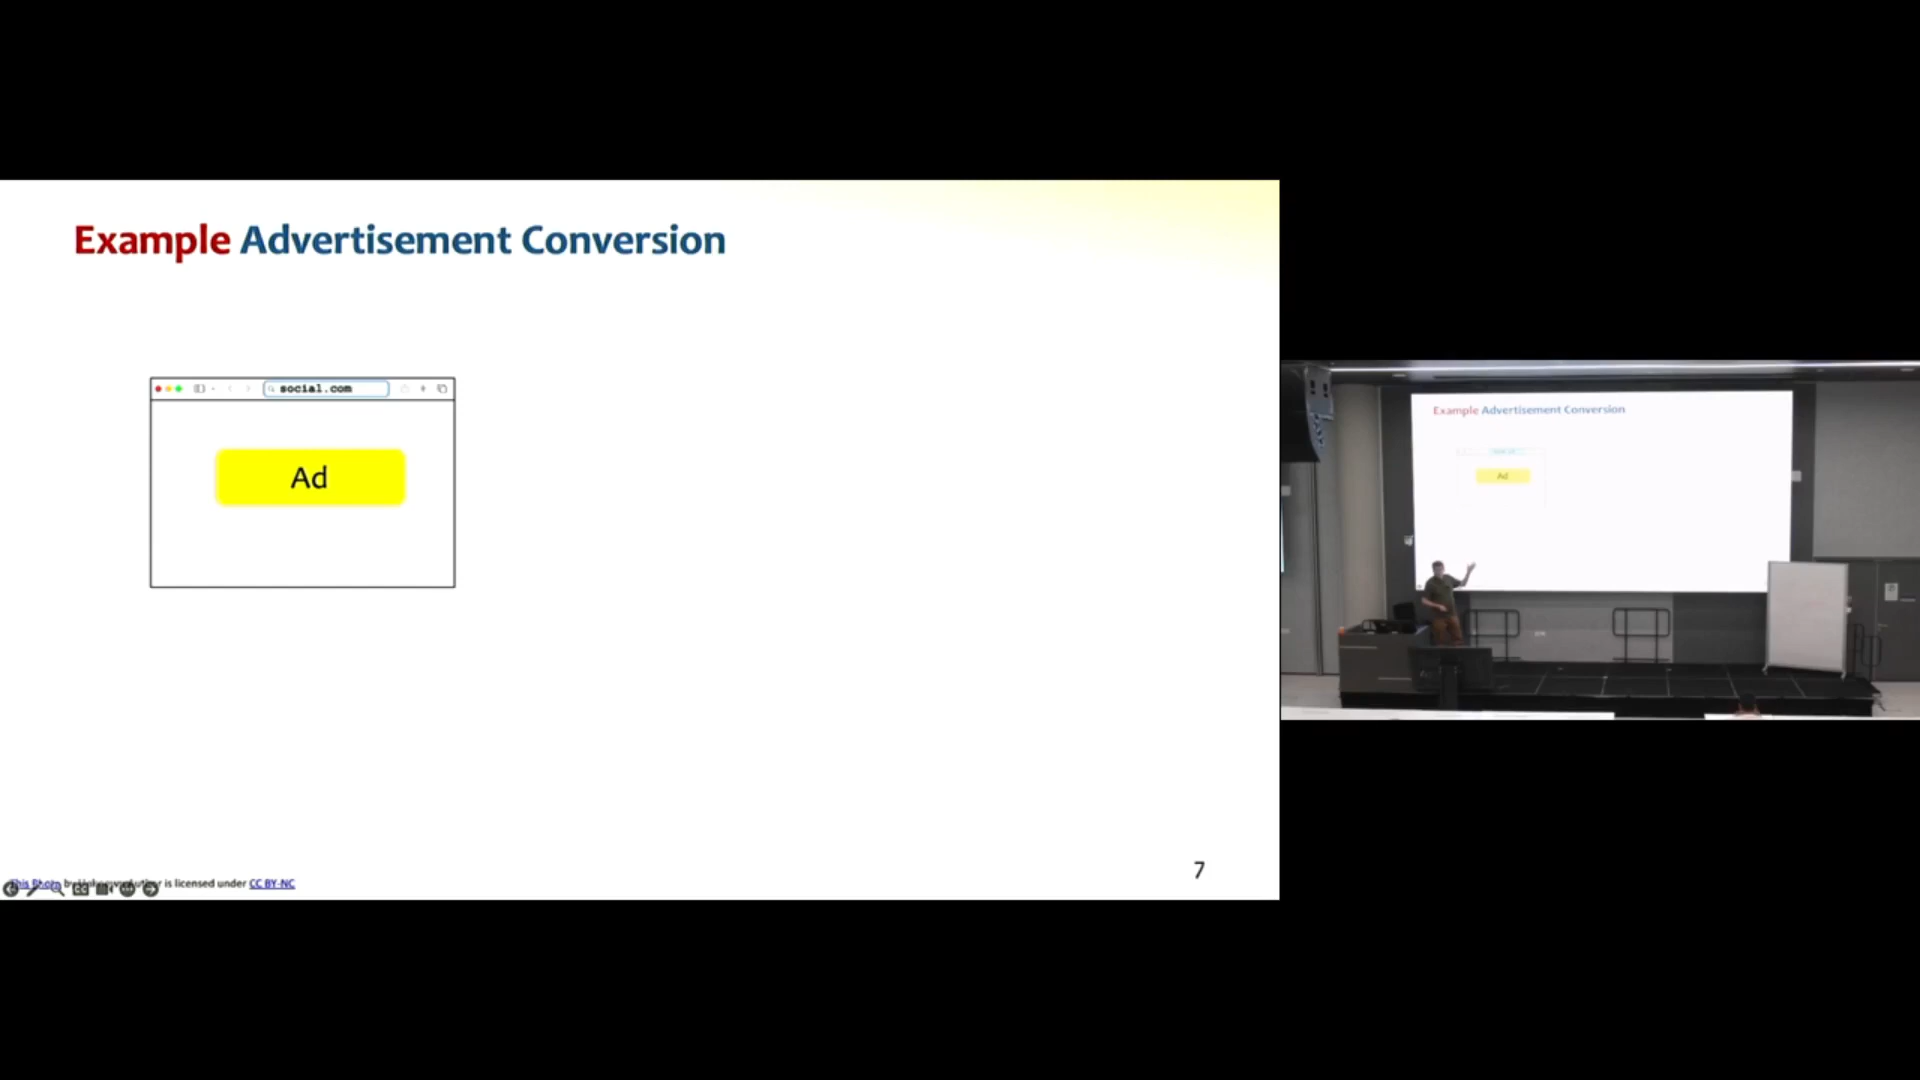 Example Advertisement Conversion
social.com
Ad
7
is licensed under CC BY-NC
Example Advertisement Conversion
Ad